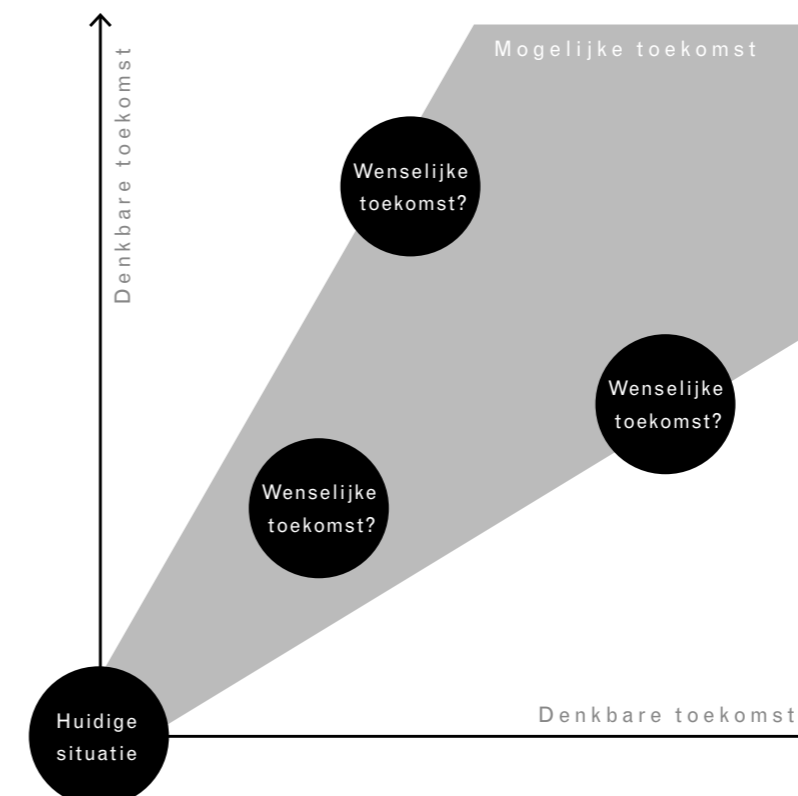 Mogelijke toekomst
Denkbare toekomst
Wenselijke
toekomst?
Wenselijke
toekomst?
Wenselijke
toekomst?
Huidige
situatie
Denkbare toekomst